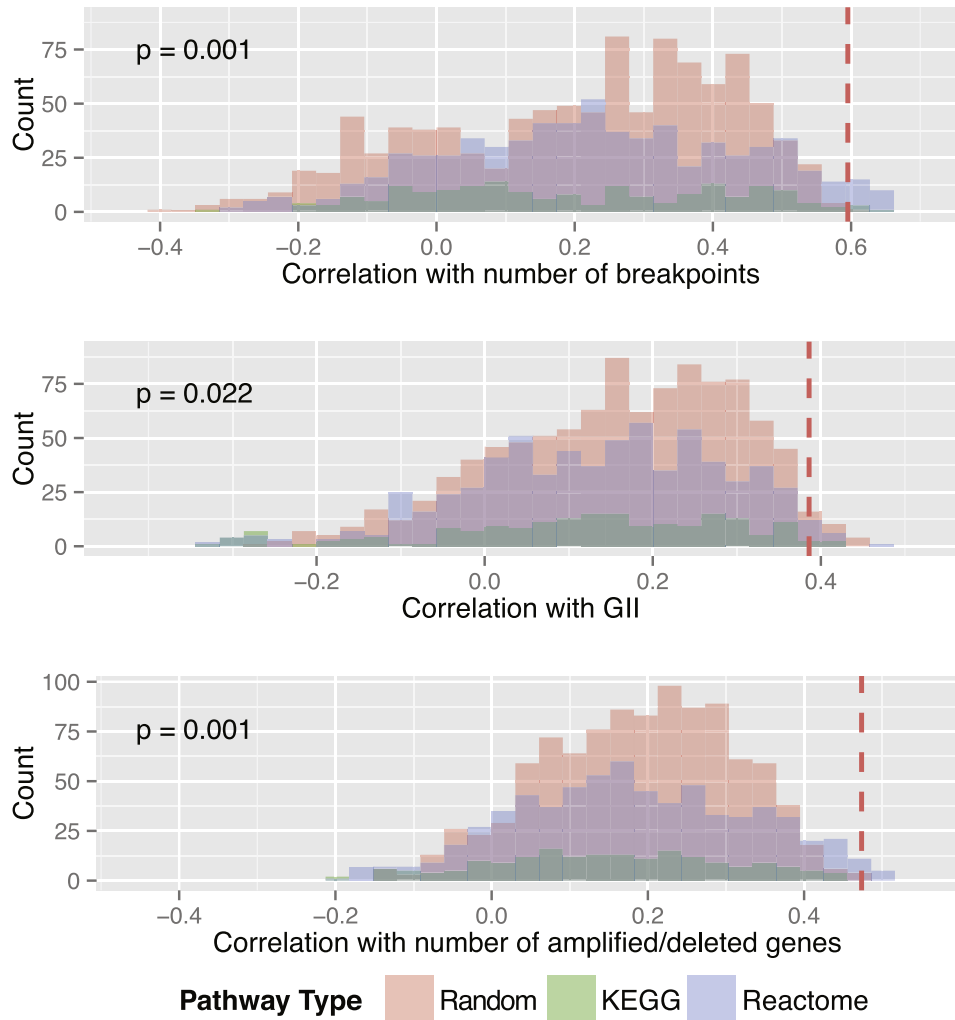 p = 0.001
Count
75
50
25
0
−0.4 −0.2 0.0 0.2 0.4 0.6
Correlation with number of breakpoints
p = 0.022
Count
75
50
25
0
−0.2 0.0 0.2 0.4
Correlation with GII
p = 0.001
Count
100
75
50
25
0
−0.4 −0.2 0.0 0.2 0.4
Correlation with number of amplified/deleted genes
Pathway Type Random KEGG Reactome